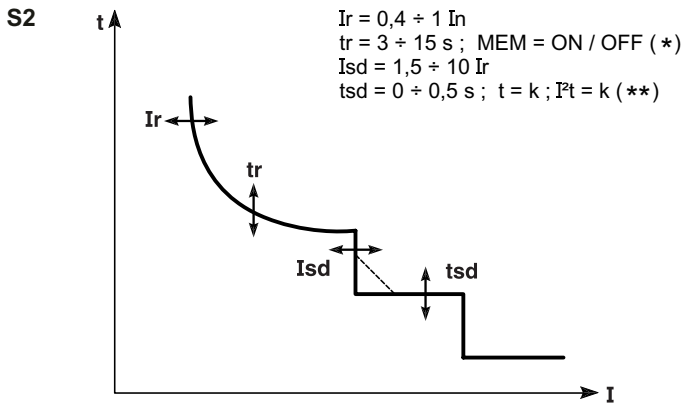 S2
t
Ir = 0,4 ÷ 1 In
tr = 3 ÷ 15 s ; MEM = ON / OFF (*)
Isd = 1,5 ÷ 10 Ir
tsd = 0 ÷ 0,5 s ; t = k ; I²t = k (**)
Ir
tr
Isd
tsd
I